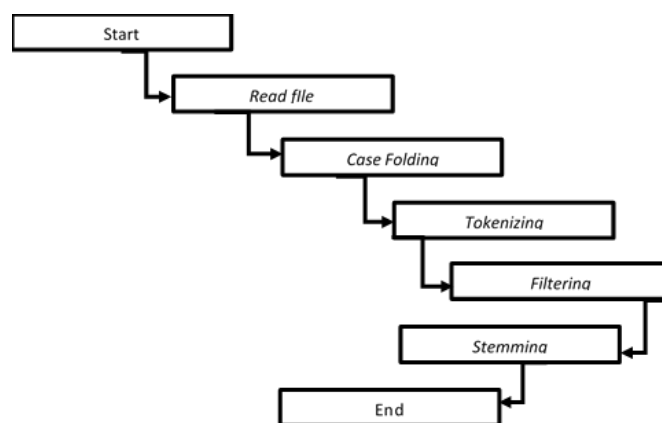 Start
Read file
Case Folding
Tokenizing
Filtering
Stemming
End